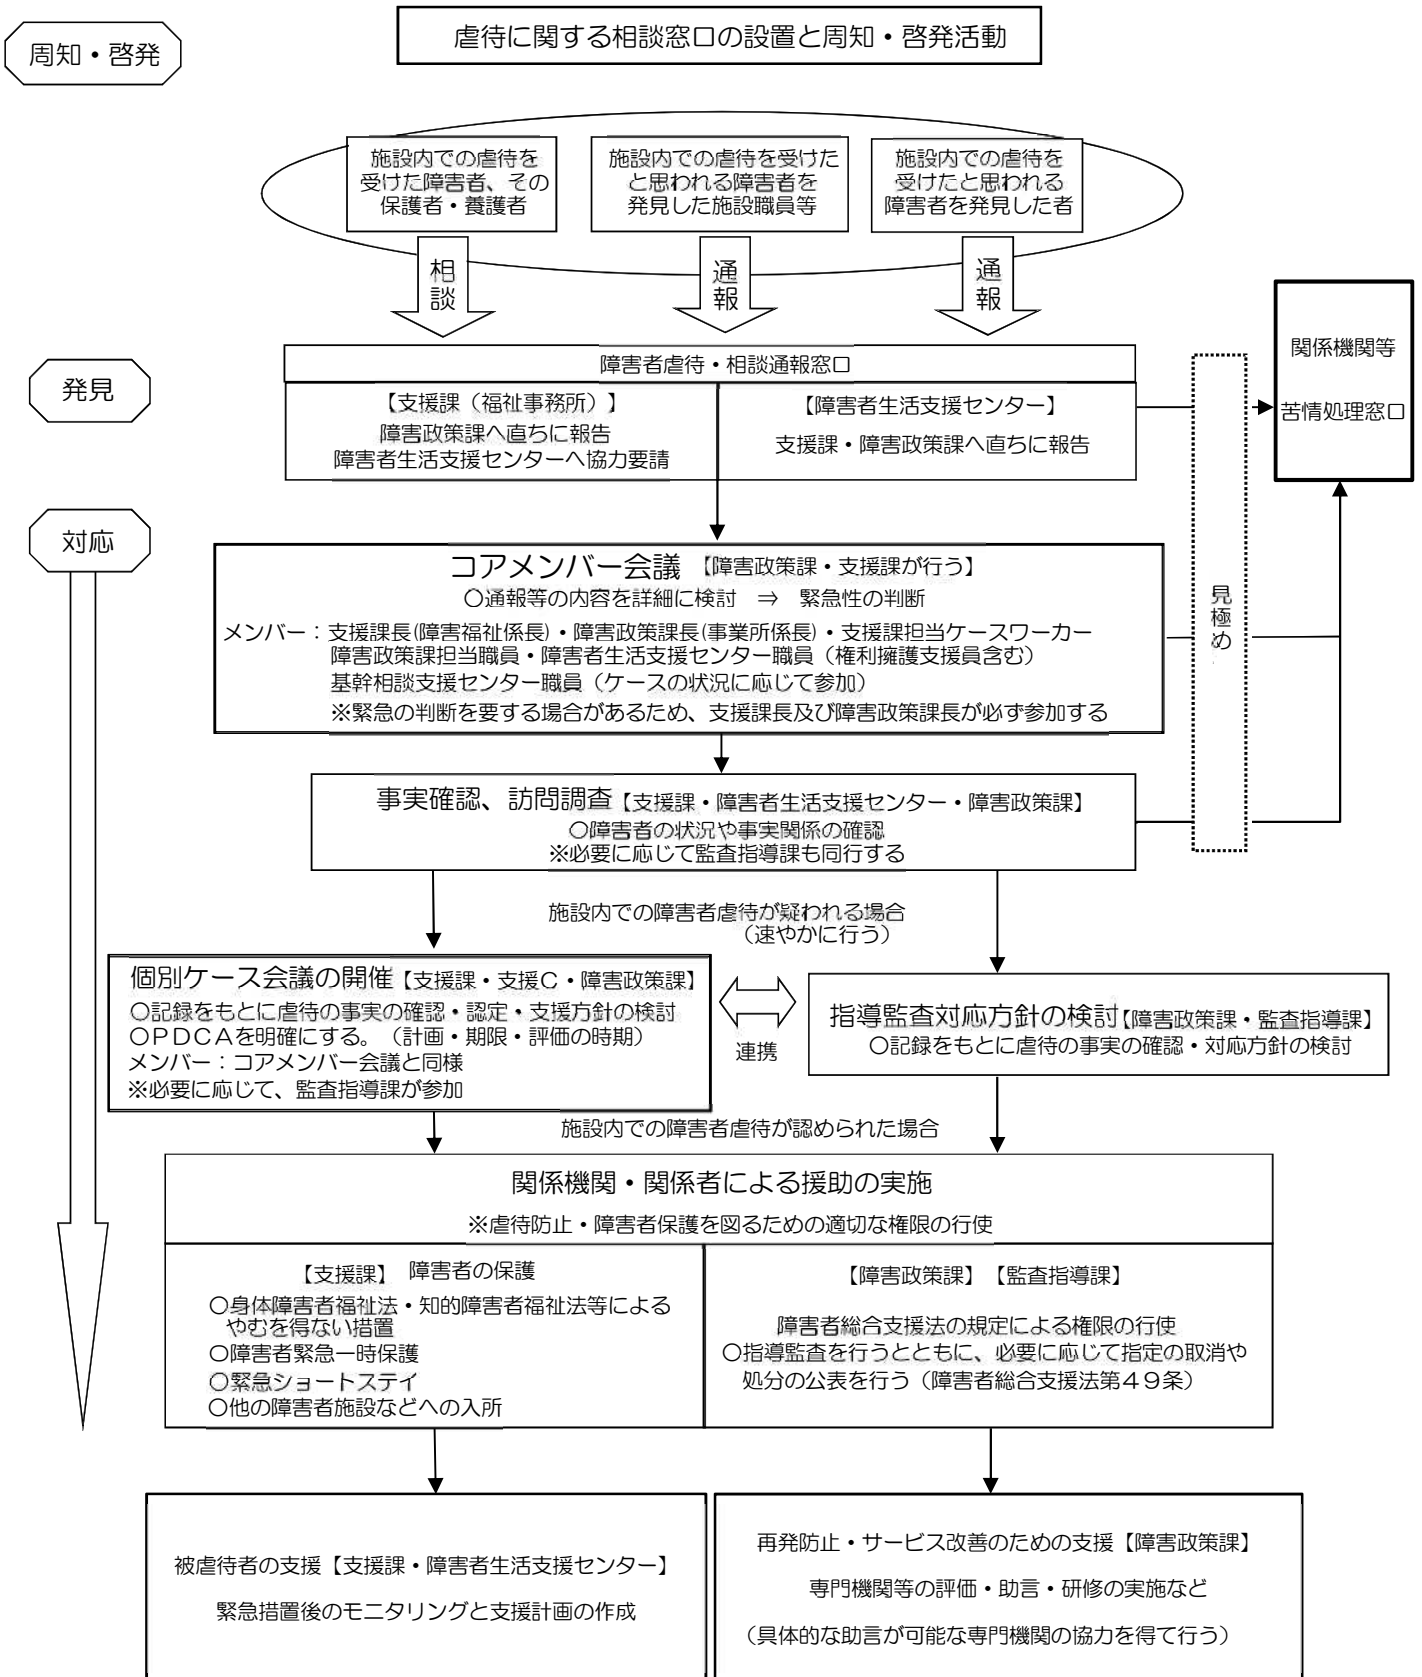 周知・啓発
虐待に関する相談窓口の設置と周知・啓発活動
施設内での虐待を
受けた障害者、その
保護者・養護者
施設内での虐待を受けた
と思われる障害者を
発見した施設職員等
施設内での虐待を
受けたと思われる
障害者を発見した者
相談
通報
通報
関係機関等
苦情処理窓口
発見
障害者虐待・相談通報窓口
【支援課（福祉事務所）】
障害政策課へ直ちに報告
障害者生活支援センターへ協力要請
【障害者生活支援センター】
支援課・障害政策課へ直ちに報告
見極め
対応
コアメンバー会議 【障害政策課・支援課が行う】
〇通報等の内容を詳細に検討 ⇒ 緊急性の判断
メンバー：支援課長(障害福祉係長)・障害政策課長(事業所係長)・支援課担当ケースワーカー
障害政策課担当職員・障害者生活支援センター職員（権利擁護支援員含む）
基幹相談支援センター職員（ケースの状況に応じて参加）
※緊急の判断を要する場合があるため、支援課長及び障害政策課長が必ず参加する
事実確認、訪問調査【支援課・障害者生活支援センター・障害政策課】
〇障害者の状況や事実関係の確認
※必要に応じて監査指導課も同行する
施設内での障害者虐待が疑われる場合
（速やかに行う）
個別ケース会議の開催【支援課・支援Ｃ・障害政策課】
〇記録をもとに虐待の事実の確認・認定・支援方針の検討
〇ＰＤＣＡを明確にする。（計画・期限・評価の時期）
メンバー：コアメンバー会議と同様
※必要に応じて、監査指導課が参加
連携
指導監査対応方針の検討【障害政策課・監査指導課】
〇記録をもとに虐待の事実の確認・対応方針の検討
施設内での障害者虐待が認められた場合
関係機関・関係者による援助の実施
※虐待防止・障害者保護を図るための適切な権限の行使
【支援課】 障害者の保護
〇身体障害者福祉法・知的障害者福祉法等による
やむを得ない措置
〇障害者緊急一時保護
〇緊急ショートステイ
〇他の障害者施設などへの入所
【障害政策課】【監査指導課】
障害者総合支援法の規定による権限の行使
〇指導監査を行うとともに、必要に応じて指定の取消や
処分の公表を行う（障害者総合支援法第４９条）
被虐待者の支援【支援課・障害者生活支援センター】
緊急措置後のモニタリングと支援計画の作成
再発防止・サービス改善のための支援【障害政策課】
専門機関等の評価・助言・研修の実施など
（具体的な助言が可能な専門機関の協力を得て行う）